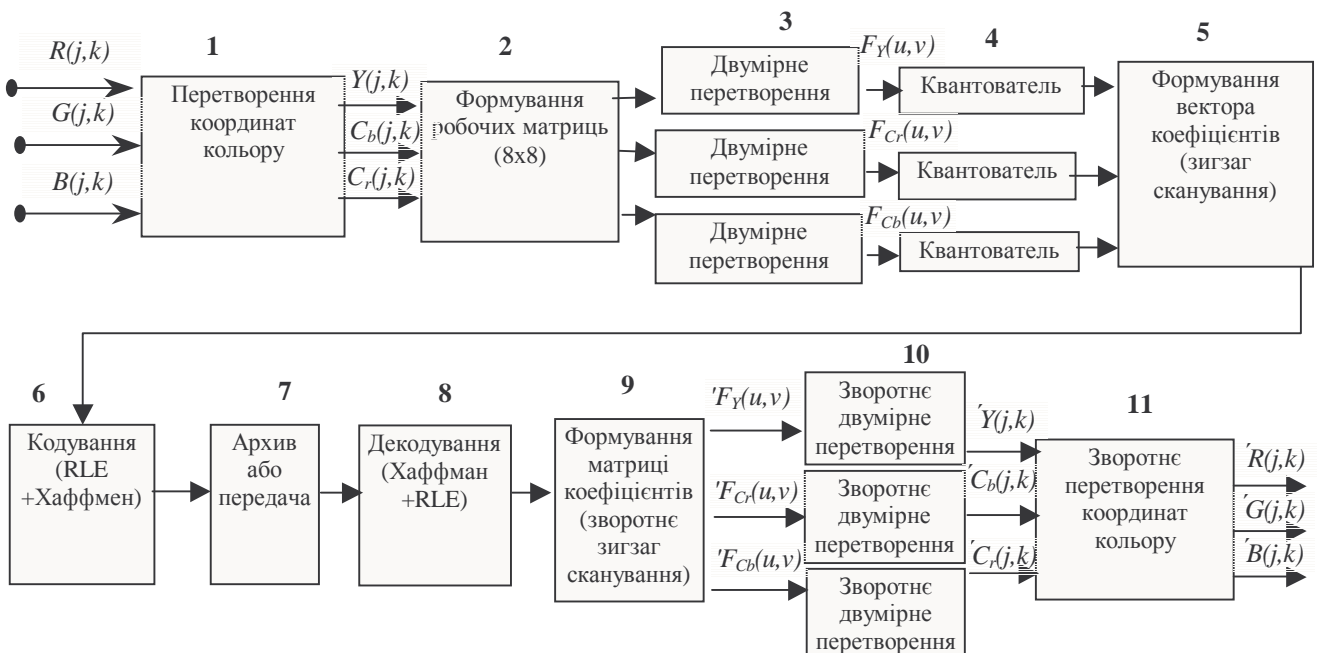 1
2
3
4
5
R(j,k)
G(j,k)
B(j,k)
Перетворення
координат
кольору
Y(j,k)
C_b(j,k)
C_r(j,k)
Формування
робочих матриць
(8x8)
Двумірне
перетворення
Двумірне
перетворення
Двумірне
перетворення
F_Y(u,v)
F_Cr(u,v)
F_Cb(u,v)
Квантователь
Квантователь
Квантователь
Формування
вектора
коефіцієнтів
(зигзаг
сканування)
6
7
8
9
10
11
Кодування
(RLE
+Хаффмен)
Архив
або
передача
Декодування
(Хаффман
+RLE)
Формування
матриці
коефіцієнтів
(зворотнє
зигзаг
сканування)
'F_Y(u,v)
'F_Cr(u,v)
'F_Cb(u,v)
Зворотнє
двумірне
перетворення
Зворотнє
двумірне
перетворення
Зворотнє
двумірне
перетворення
'Y(j,k)
'C_b(j,k)
'C_r(j,k)
Зворотнє
перетворення
координат
кольору
'R(j,k)
'G(j,k)
'B(j,k)